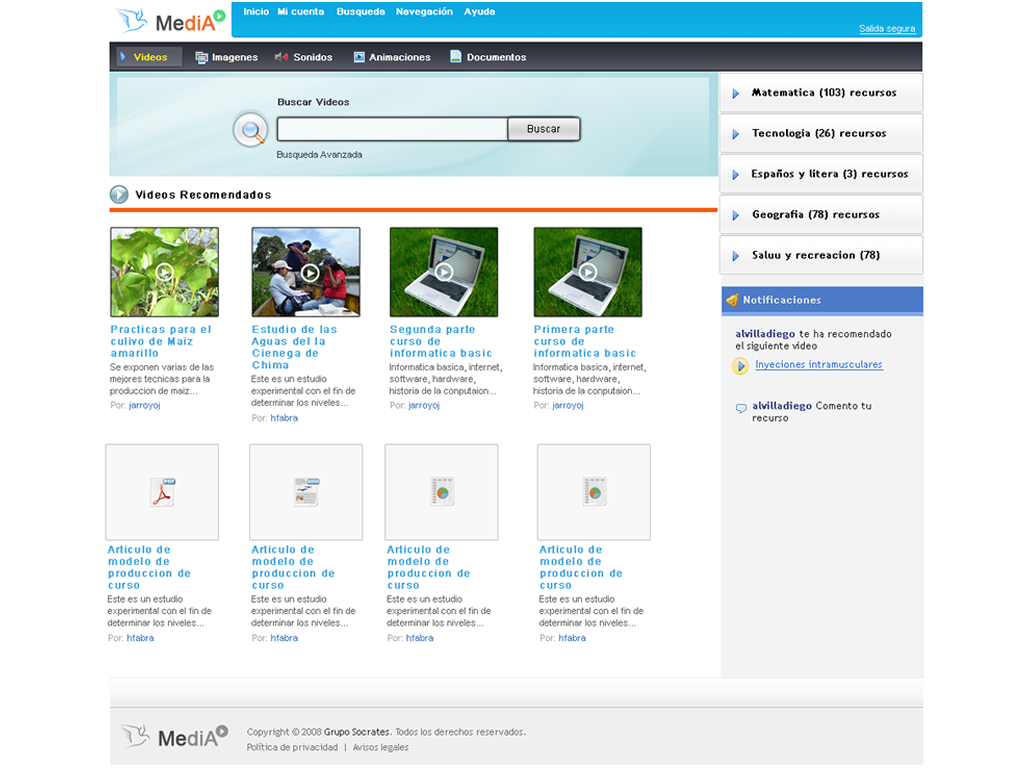 MediA
Inicio Mi cuenta Busqueda Navegación Ayuda
Salida segura
Videos Imagenes Sonidos Animaciones Documentos
Buscar Videos
Buscar
Busqueda Avanzada
Videos Recomendados
Practicas para el
culivo de Maiz
amarillo
Se exponen varias de las
mejores tecnicas para la
produccion de maiz...
Por: jarroyoj
Estudio de las
Aguas del la
Cienega de
Chima
Este es un estudio
experimental con el fin de
determinar los niveles...
Por: hfabra
Segunda parte
curso de
informatica basic
Informatica basica, internet,
software, hardware,
historia de la conputaion...
Por: jarroyoj
Primera parte
curso de
informatica basic
Informatica basica, internet,
software, hardware,
historia de la conputaion...
Por: jarroyoj
PDF
Articulo de
modelo de
produccion de
curso
Este es un estudio
experimental con el fin de
determinar los niveles...
Por: hfabra
Articulo de
modelo de
produccion de
curso
Este es un estudio
experimental con el fin de
determinar los niveles...
Por: hfabra
Articulo de
modelo de
produccion de
curso
Este es un estudio
experimental con el fin de
determinar los niveles...
Por: hfabra
Articulo de
modelo de
produccion de
curso
Este es un estudio
experimental con el fin de
determinar los niveles...
Por: hfabra
Matematica (103) recursos
Tecnologia (26) recursos
Españos y litera (3) recursos
Geografia (78) recursos
Saluu y recreacion (78)
Notificaciones
alvilladiego te ha recomendado
el siguiente video
Inyeciones intramusculares
alvilladiego Comento tu
recurso
MediA
Copyright © 2008 Grupo Socrates. Todos los derechos reservados.
Política de privacidad | Avisos legales